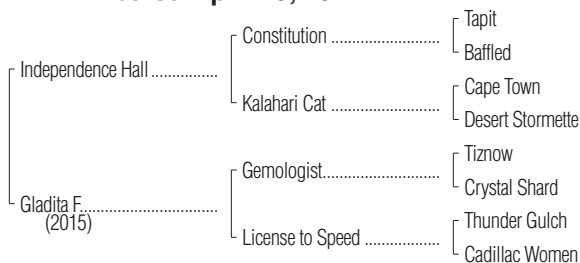 Constitution
Tapit
Baffled
Independence Hall
Kalahari Cat
Cape Town
Desert Stormette
Gladita F.
(2015)
Gemologist
Tiznow
Crystal Shard
License to Speed
Thunder Gulch
Cadillac Women